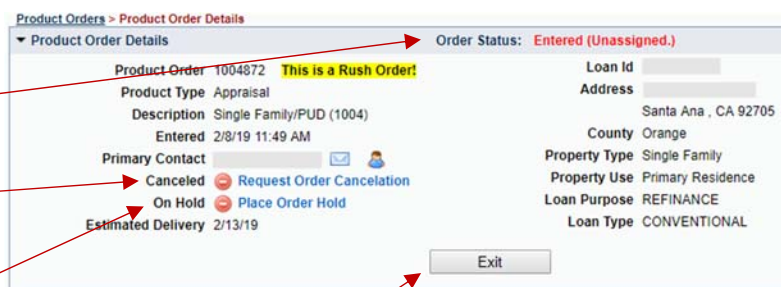 Product Orders > Product Order Details
Product Order Details
Order Status: Entered (Unassigned.)
Product Order 1004872 This is a Rush Order!
Product Type Appraisal
Description Single Family/PUD (1004)
Entered 2/8/19 11:49 AM
Primary Contact
Canceled Request Order Cancelation
On Hold Place Order Hold
Estimated Delivery 2/13/19
Loan Id
Address
Santa Ana , CA 92705
County Orange
Property Type Single Family
Property Use Primary Residence
Loan Purpose REFINANCE
Loan Type CONVENTIONAL
Exit